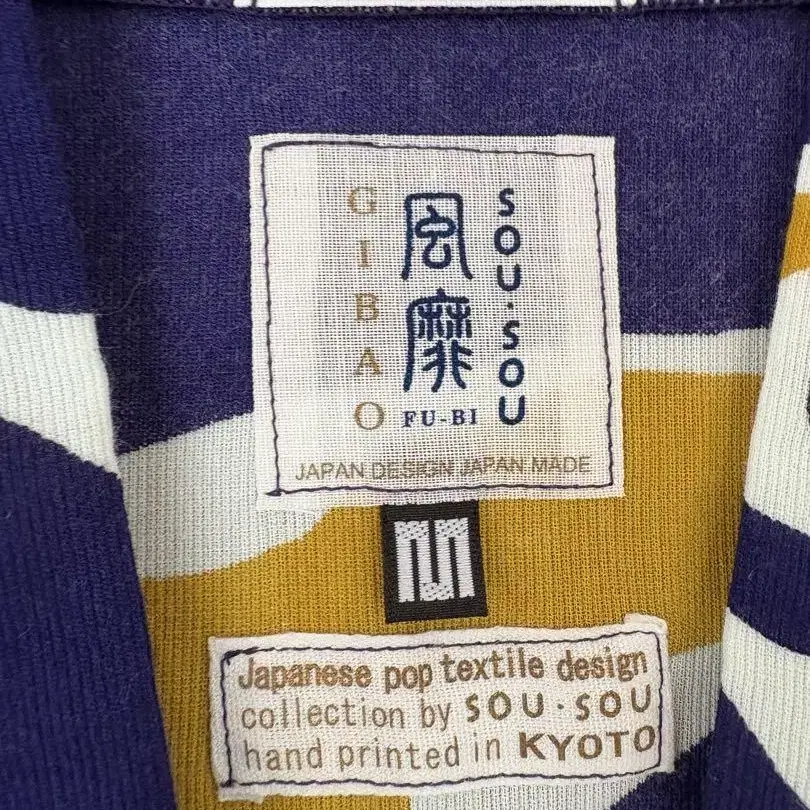 GIBAO
風靡
FU-BI
SOU·SOU
JAPAN DESIGN JAPAN MADE
Japanese pop textile design
collection by SOU·SOU
hand printed in KYOTO